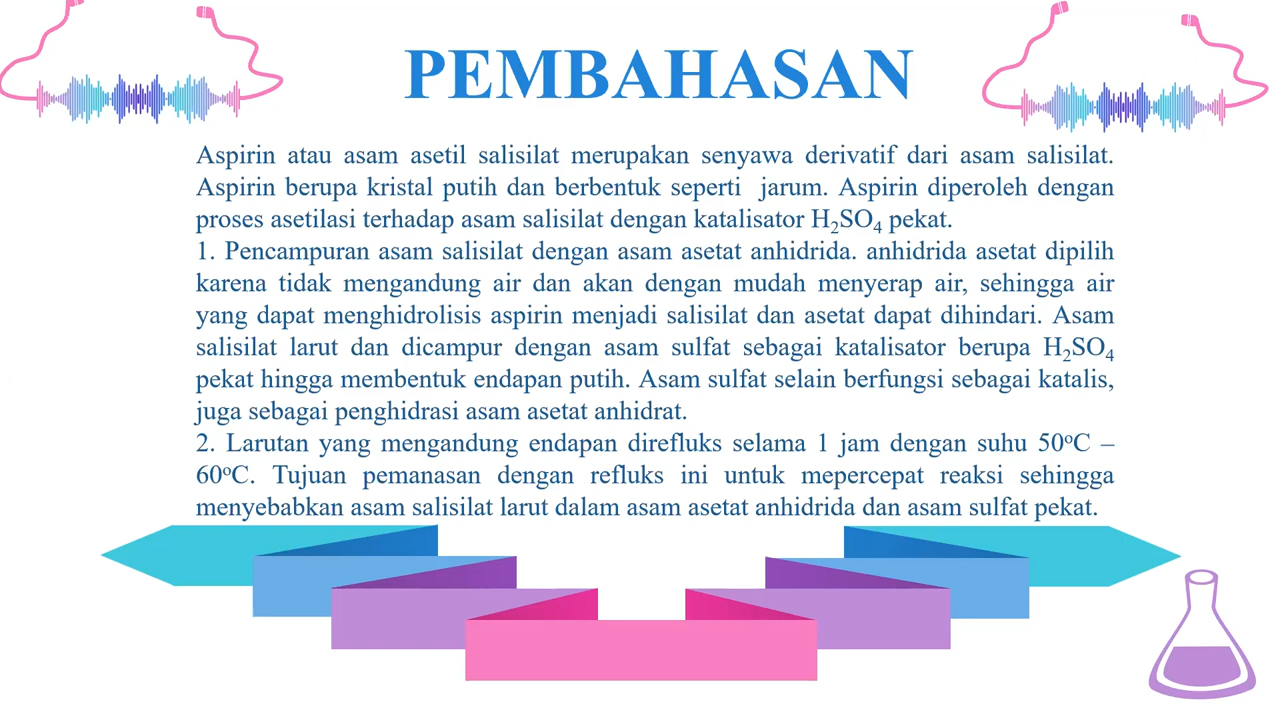 PEMBAHASAN
Aspirin atau asam asetil salisilat merupakan senyawa derivatif dari asam salisilat.
Aspirin berupa kristal putih dan berbentuk seperti  jarum. Aspirin diperoleh dengan
proses asetilasi terhadap asam salisilat dengan katalisator H₂SO₄ pekat.
1. Pencampuran asam salisilat dengan asam asetat anhidrida. anhidrida asetat dipilih
karena tidak mengandung air dan akan dengan mudah menyerap air, sehingga air
yang dapat menghidrolisis aspirin menjadi salisilat dan asetat dapat dihindari. Asam
salisilat larut dan dicampur dengan asam sulfat sebagai katalisator berupa H₂SO₄
pekat hingga membentuk endapan putih. Asam sulfat selain berfungsi sebagai katalis,
juga sebagai penghidrasi asam asetat anhidrat.
2. Larutan yang mengandung endapan direfluks selama 1 jam dengan suhu 50ºC –
60ºC. Tujuan pemanasan dengan refluks ini untuk mepercepat reaksi sehingga
menyebabkan asam salisilat larut dalam asam asetat anhidrida dan asam sulfat pekat.